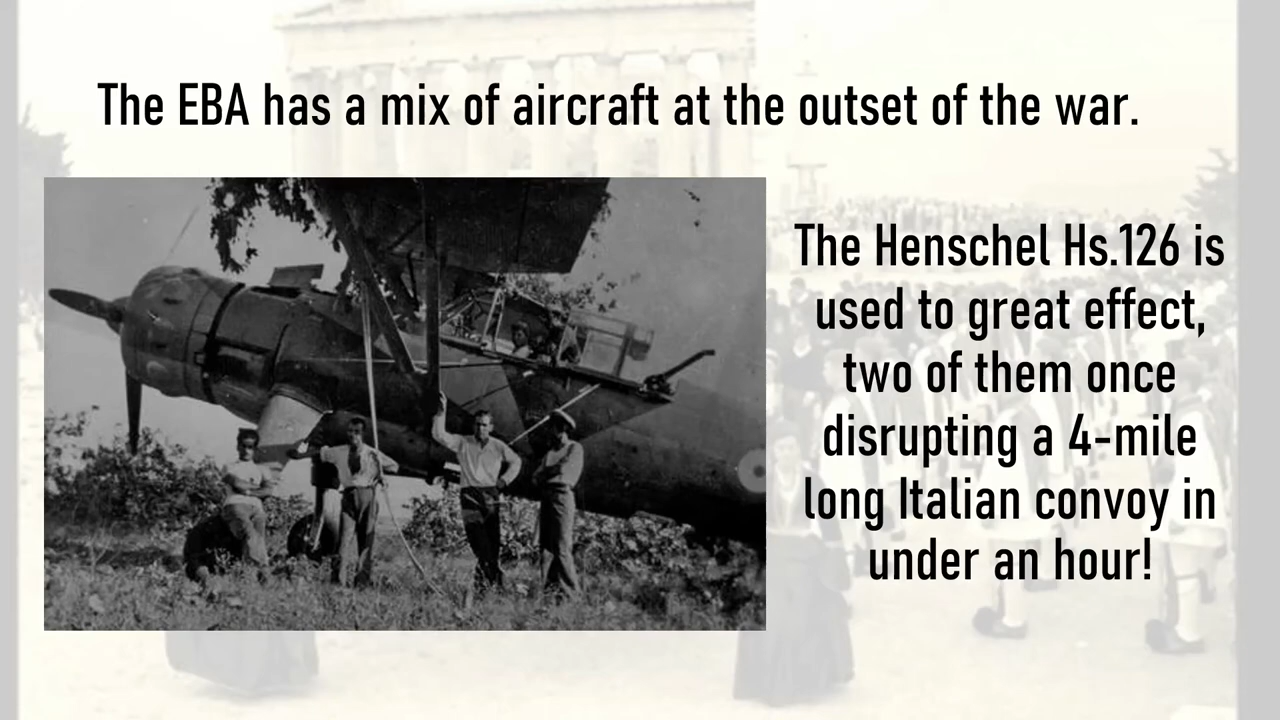 The EBA has a mix of aircraft at the outset of the war.
The Henschel Hs.126 is
used to great effect,
two of them once
disrupting a 4-mile
long Italian convoy in
under an hour!